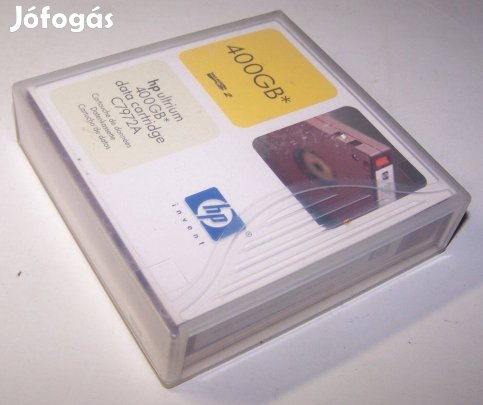 Jófogás
400GB*
hp ultrium
400GB*
data cartridge
C7972A
Cartouche de données
Datenkassette
Cartucho de datos
hp
invent